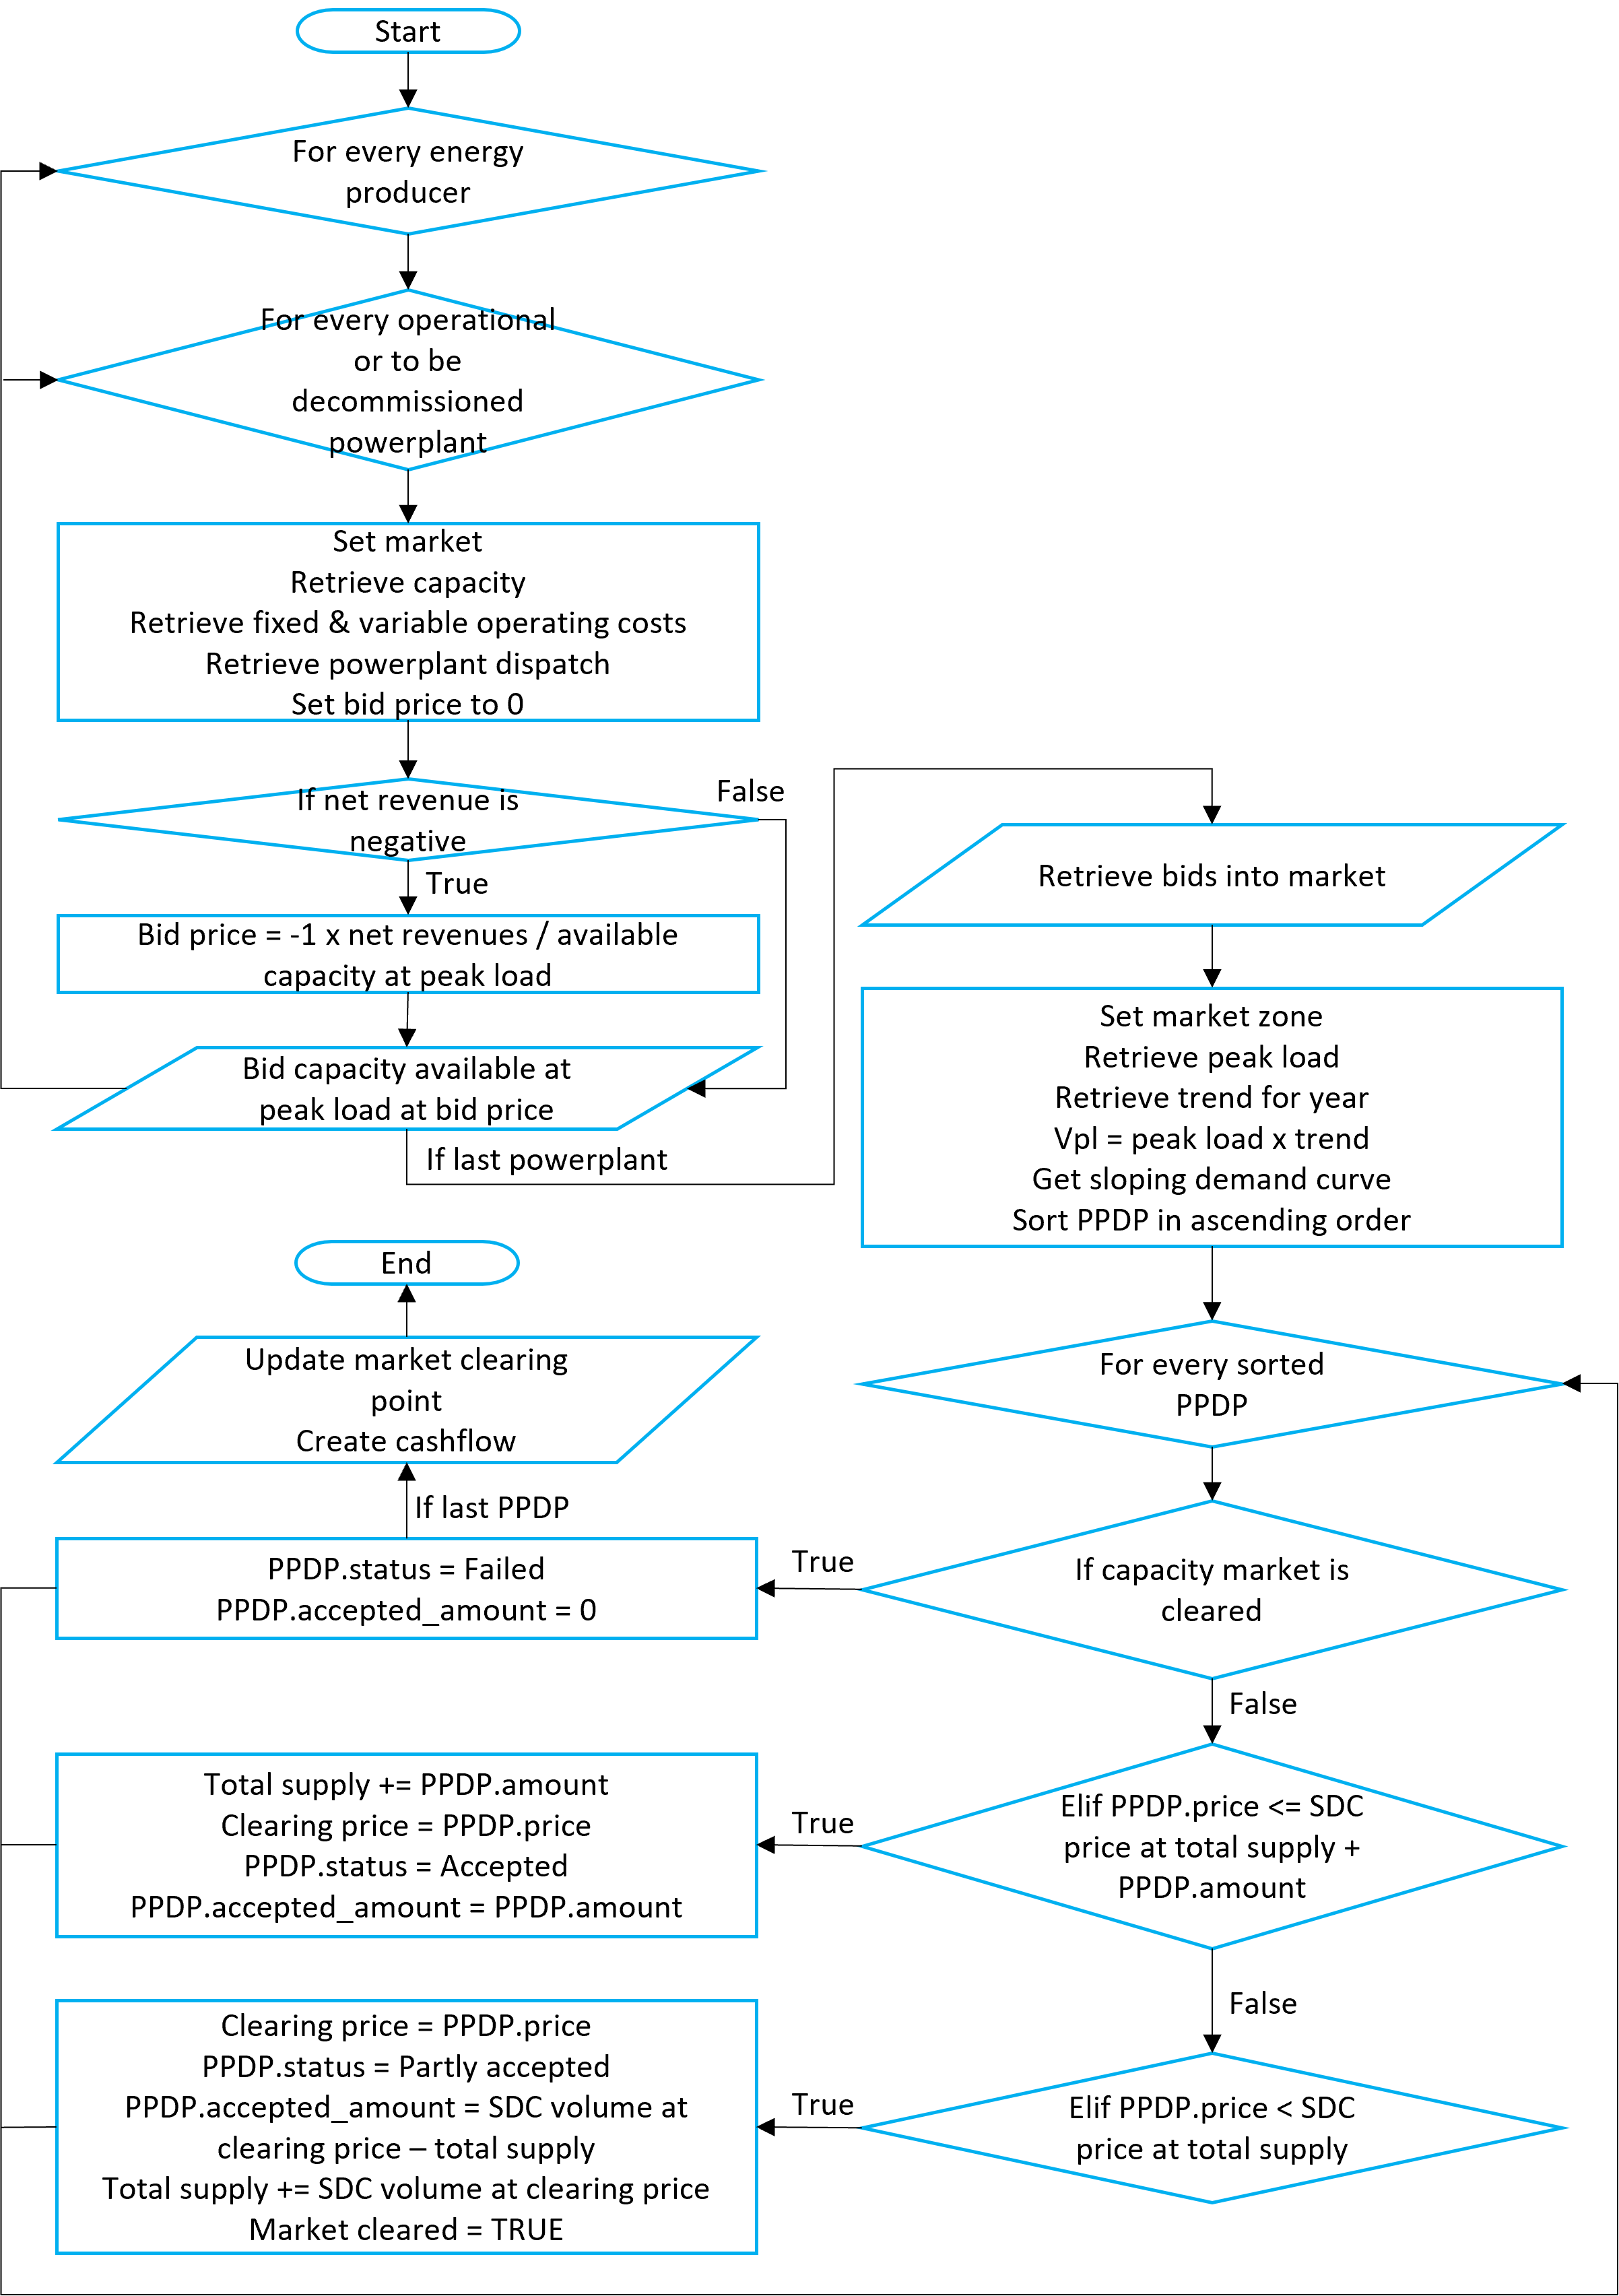 Start
For every energy
producer
For every operational
or to be
decommissioned
powerplant
Set market
Retrieve capacity
Retrieve fixed & variable operating costs
Retrieve powerplant dispatch
Set bid price to 0
If net revenue is
negative
False
True
Bid price = -1 x net revenues / available
capacity at peak load
Bid capacity available at
peak load at bid price
If last powerplant
Retrieve bids into market
Set market zone
Retrieve peak load
Retrieve trend for year
Vpl = peak load x trend
Get sloping demand curve
Sort PPDP in ascending order
For every sorted
PPDP
If capacity market is
cleared
True
False
PPDP.status = Failed
PPDP.accepted_amount = 0
If last PPDP
Update market clearing
point
Create cashflow
End
Elif PPDP.price <= SDC
price at total supply +
PPDP.amount
True
False
Total supply += PPDP.amount
Clearing price = PPDP.price
PPDP.status = Accepted
PPDP.accepted_amount = PPDP.amount
Elif PPDP.price < SDC
price at total supply
True
Clearing price = PPDP.price
PPDP.status = Partly accepted
PPDP.accepted_amount = SDC volume at
clearing price – total supply
Total supply += SDC volume at clearing price
Market cleared = TRUE